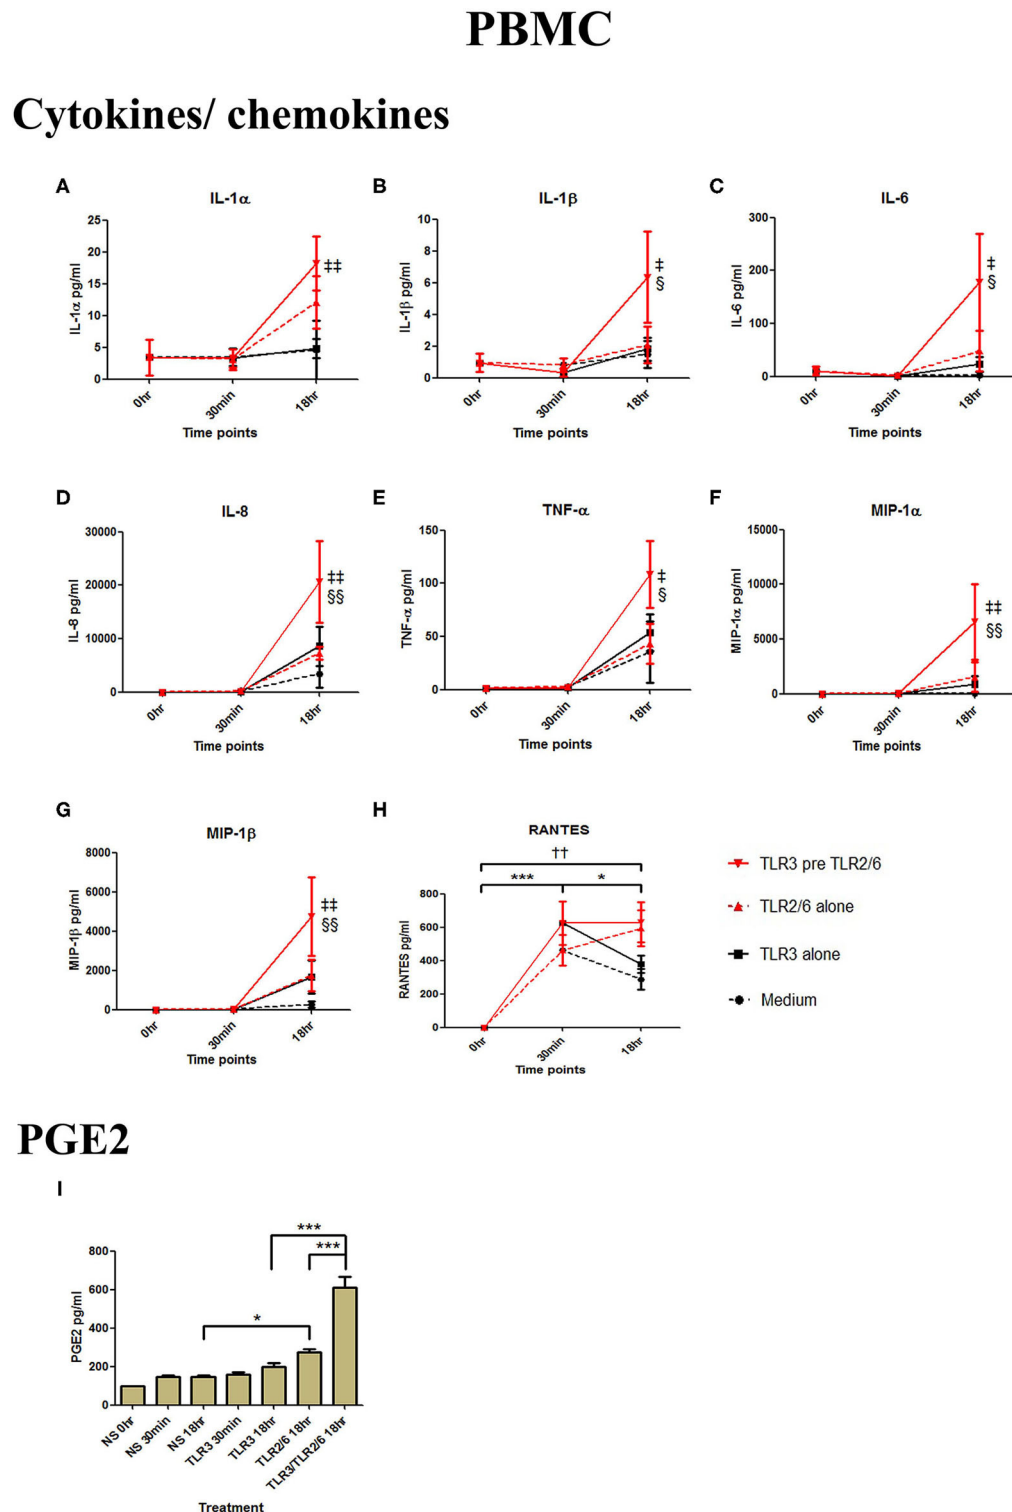 PBMC
Cytokines/ chemokines
A
IL-1α
25
20
15
10
5
0
IL-1α pg/ml
‡‡
0hr
30min
18hr
Time points
B
IL-1β
10
8
6
4
2
0
IL-1β pg/ml
‡
§
0hr
30min
18hr
Time points
C
IL-6
300
200
100
0
IL-6 pg/ml
‡
§
0hr
30min
18hr
Time points
D
IL-8
30000
20000
10000
0
IL-8 pg/ml
‡‡
§§
0hr
30min
18hr
Time points
E
TNF-α
150
100
50
0
TNF-α pg/ml
‡
§
0hr
30min
18hr
Time points
F
MIP-1α
15000
10000
5000
0
MIP-1α pg/ml
‡‡
§§
0hr
30min
18hr
Time points
G
MIP-1β
8000
6000
4000
2000
0
MIP-1β pg/ml
‡‡
§§
0hr
30min
18hr
Time points
H
RANTES
††
***
*
800
600
400
200
0
RANTES pg/ml
0hr
30min
18hr
Time points
TLR3 pre TLR2/6
TLR2/6 alone
TLR3 alone
Medium
PGE2
I
***
***
*
800
600
400
200
0
PGE2 pg/ml
NS 0hr
NS 30min
NS 18hr
TLR3 30min
TLR3 18hr
TLR2/6 18hr
TLR3/TLR2/6 18hr
Treatment